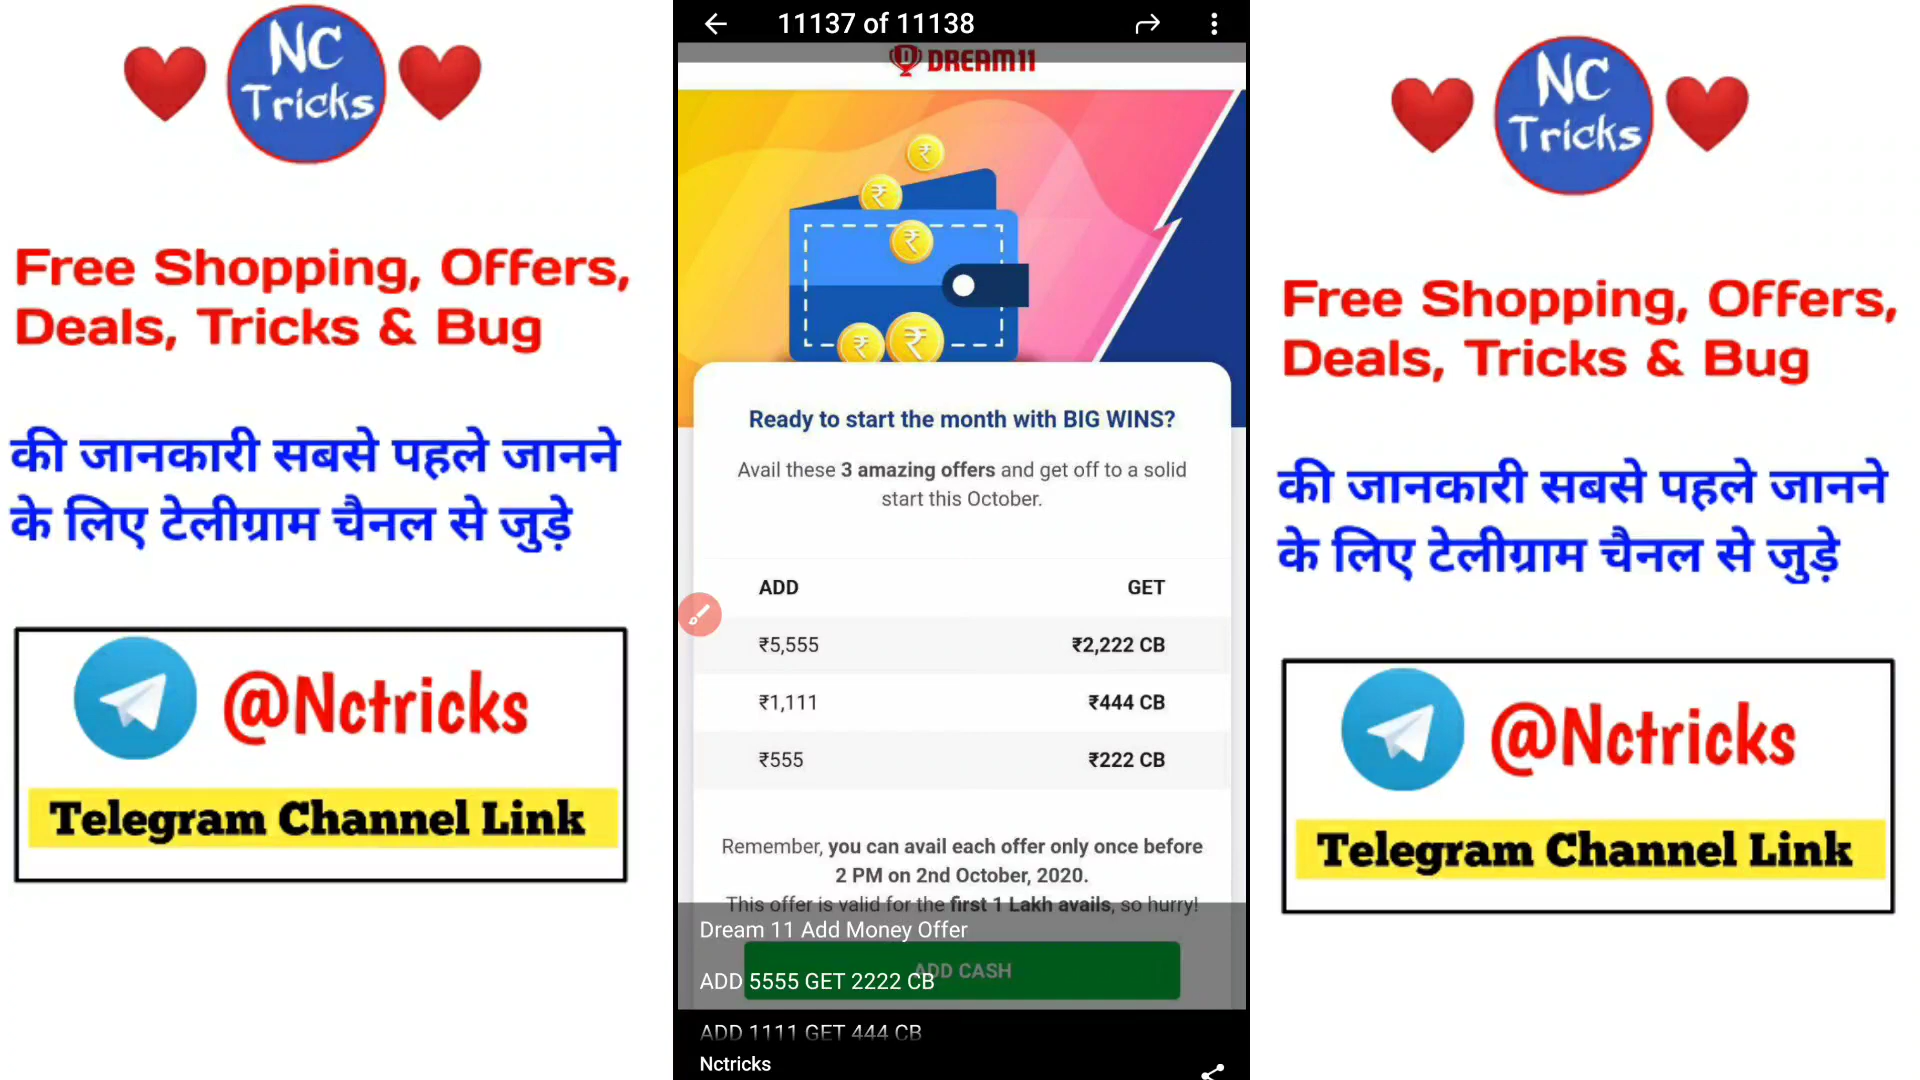 NC
Tricks
Free Shopping, Offers,
Deals, Tricks & Bug
की जानकारी सबसे पहले जानने
के लिए टेलीग्राम चैनल से जुड़े
@Nctricks
Telegram Channel Link
11137 of 11138
DREAM11
Ready to start the month with BIG WINS?
Avail these 3 amazing offers and get off to a solid
start this October.
ADD GET
₹5,555 ₹2,222 CB
₹1,111 ₹444 CB
₹555 ₹222 CB
Remember, you can avail each offer only once before
2 PM on 2nd October, 2020.
This offer is valid for the first 1 Lakh avails, so hurry!
Dream 11 Add Money Offer
ADD CASH
ADD 5555 GET 2222 CB
ADD 1111 GET 444 CB
Nctricks
NC
Tricks
Free Shopping, Offers,
Deals, Tricks & Bug
की जानकारी सबसे पहले जानने
के लिए टेलीग्राम चैनल से जुड़े
@Nctricks
Telegram Channel Link